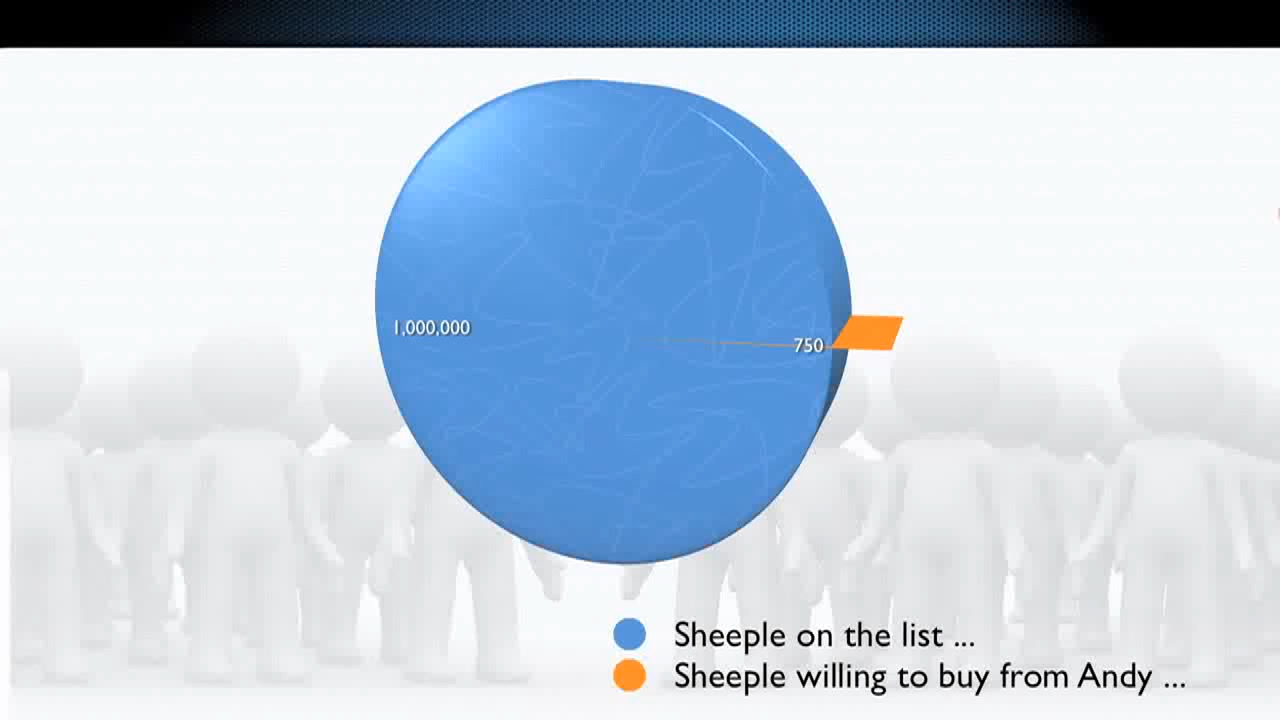 1,000,000
750
Sheeple on the list ...
Sheeple willing to buy from Andy ...